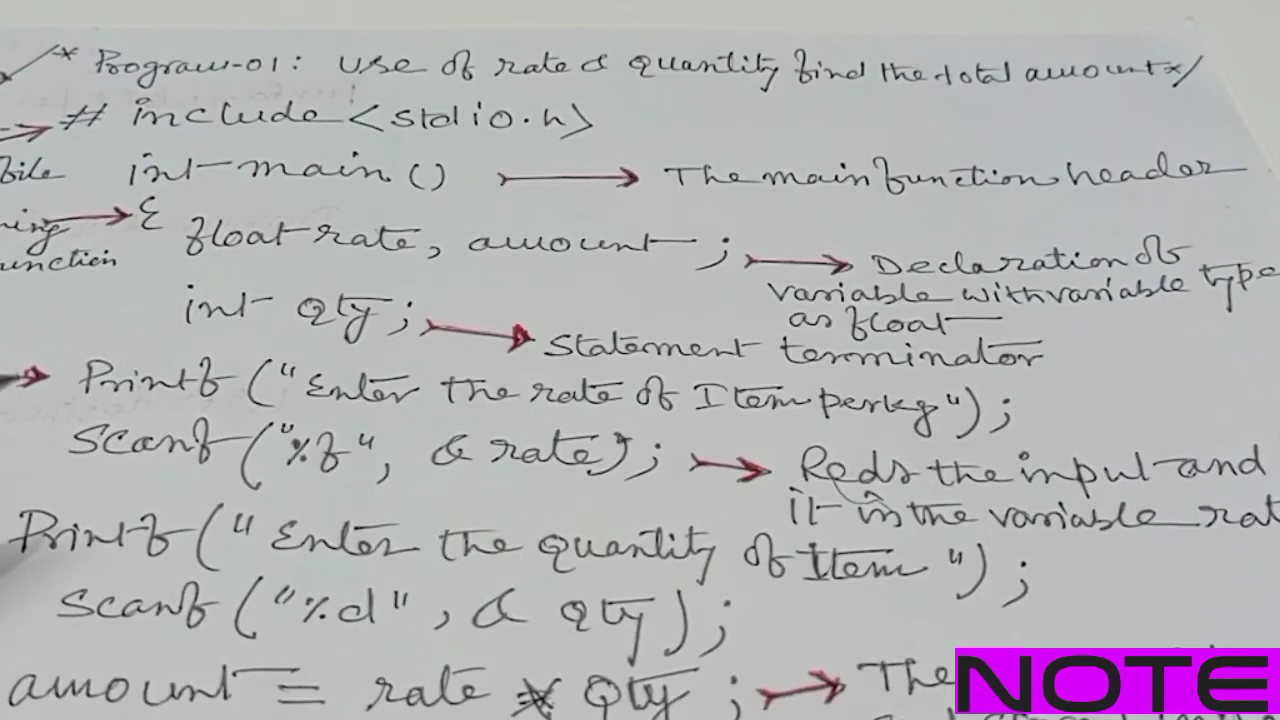 /* Program-01: use of rate & quantity find the total amount */
# include <stdio.h>
file int main() The main function header
{ float rate, amount ; Declaration of
unction variable with variable type
int Qty; as float
Statement terminator
Printf ("Enter the rate of Item per kg");
Scanf ("%f", & rate); Reds the input and
it in the variable rat
Printf ("Enter the quantity of Item");
Scanf ("%d", & Qty);
amount = rate * Qty; The
NOTE